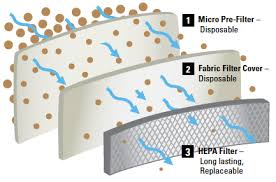 1 Micro Pre-Filter –
Disposable
2 Fabric Filter Cover –
Disposable
3 HEPA Filter –
Long lasting,
Replaceable